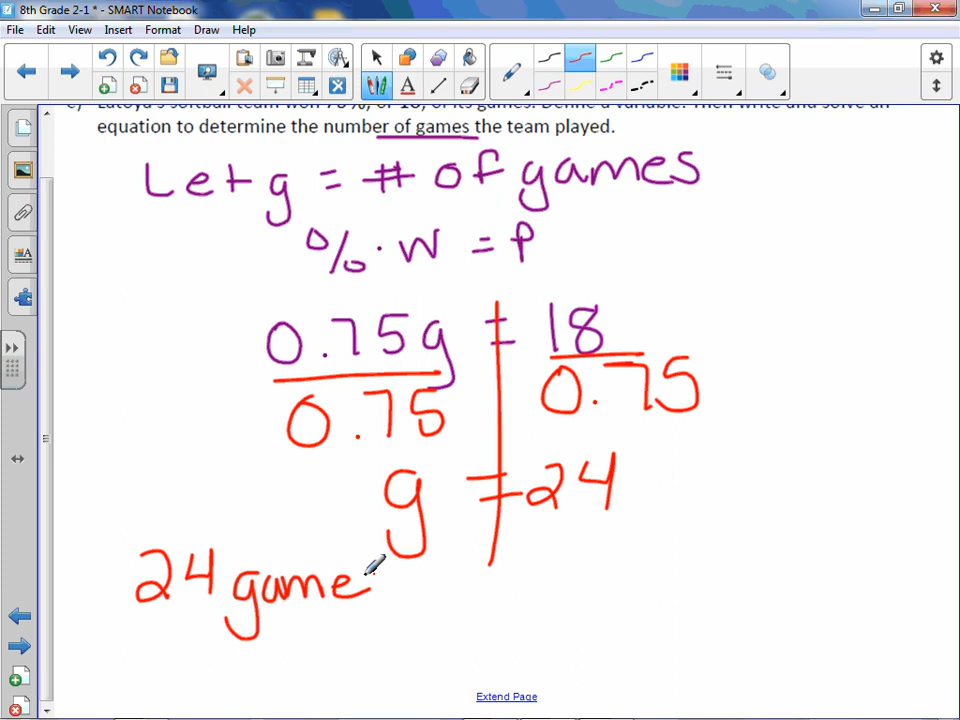 8th Grade 2-1 * - SMART Notebook
File Edit View Insert Format Draw Help
equation to determine the number of games the team played.
Let g = # of games
% · W = P
0.75g = 18
0.75 0.75
g = 24
24 game
Extend Page